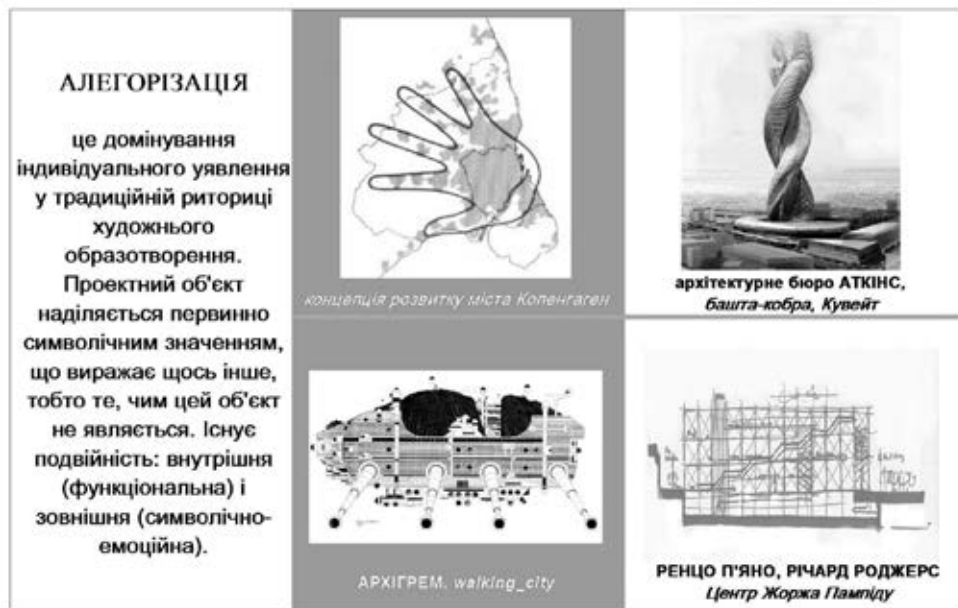 АЛЕГОРІЗАЦІЯ
це домінування
індивідуального уявлення
у традиційній риториці
художнього
образотворення.
Проектний об'єкт
наділяється первинно
символічним значенням,
що виражає щось інше,
тобто те, чим цей об'єкт
не являється. Існує
подвійність: внутрішня
(функціональна) і
зовнішня (символічно-
емоційна).
концепція розвитку міста Копенгаген
архітектурне бюро АТКІНС,
башта-кобра, Кувейт
АРХІГРЕМ. walking_city
РЕНЦО П'ЯНО, РІЧАРД РОДЖЕРС
Центр Жоржа Пампіду